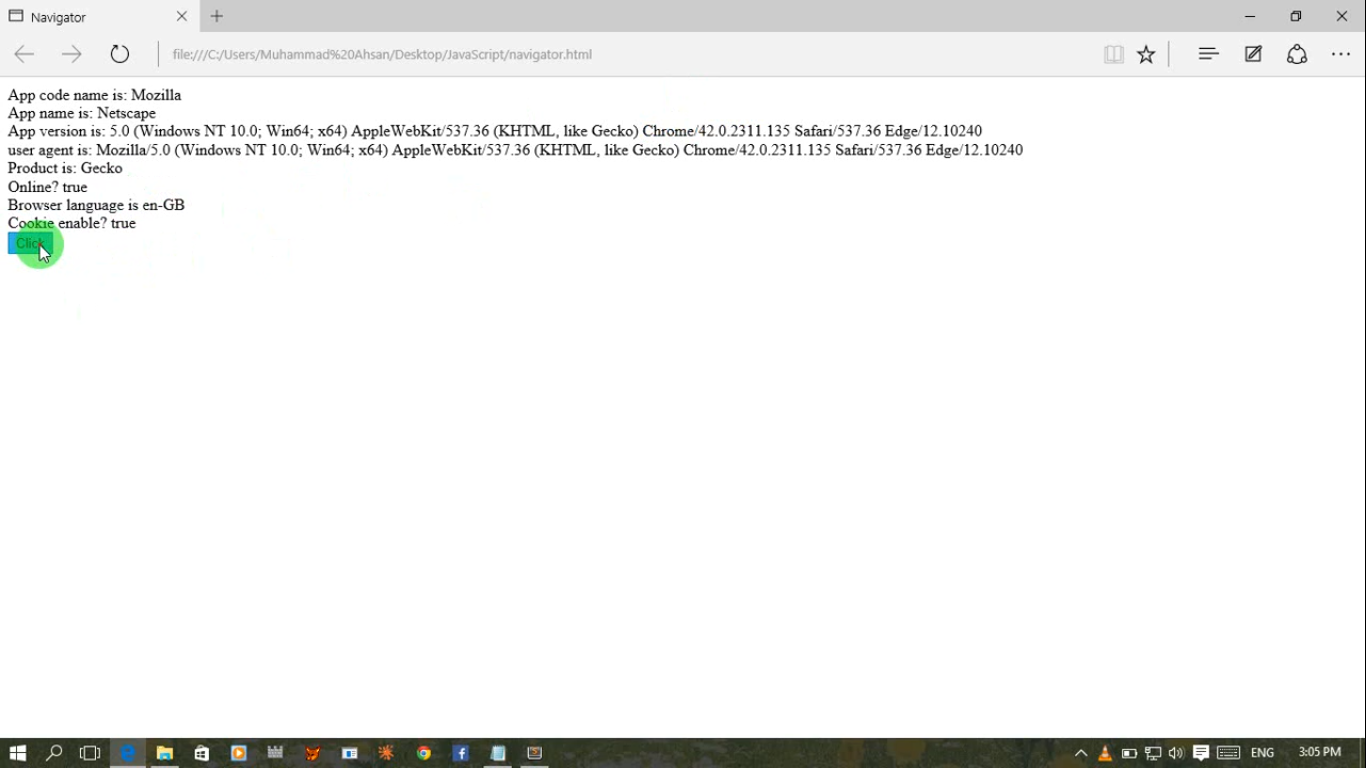 Navigator
file:///C:/Users/Muhammad%20Ahsan/Desktop/JavaScript/navigator.html
App code name is: Mozilla
App name is: Netscape
App version is: 5.0 (Windows NT 10.0; Win64; x64) AppleWebKit/537.36 (KHTML, like Gecko) Chrome/42.0.2311.135 Safari/537.36 Edge/12.10240
user agent is: Mozilla/5.0 (Windows NT 10.0; Win64; x64) AppleWebKit/537.36 (KHTML, like Gecko) Chrome/42.0.2311.135 Safari/537.36 Edge/12.10240
Product is: Gecko
Online? true
Browser language is en-GB
Cookie enable? true
Click
ENG 3:05 PM